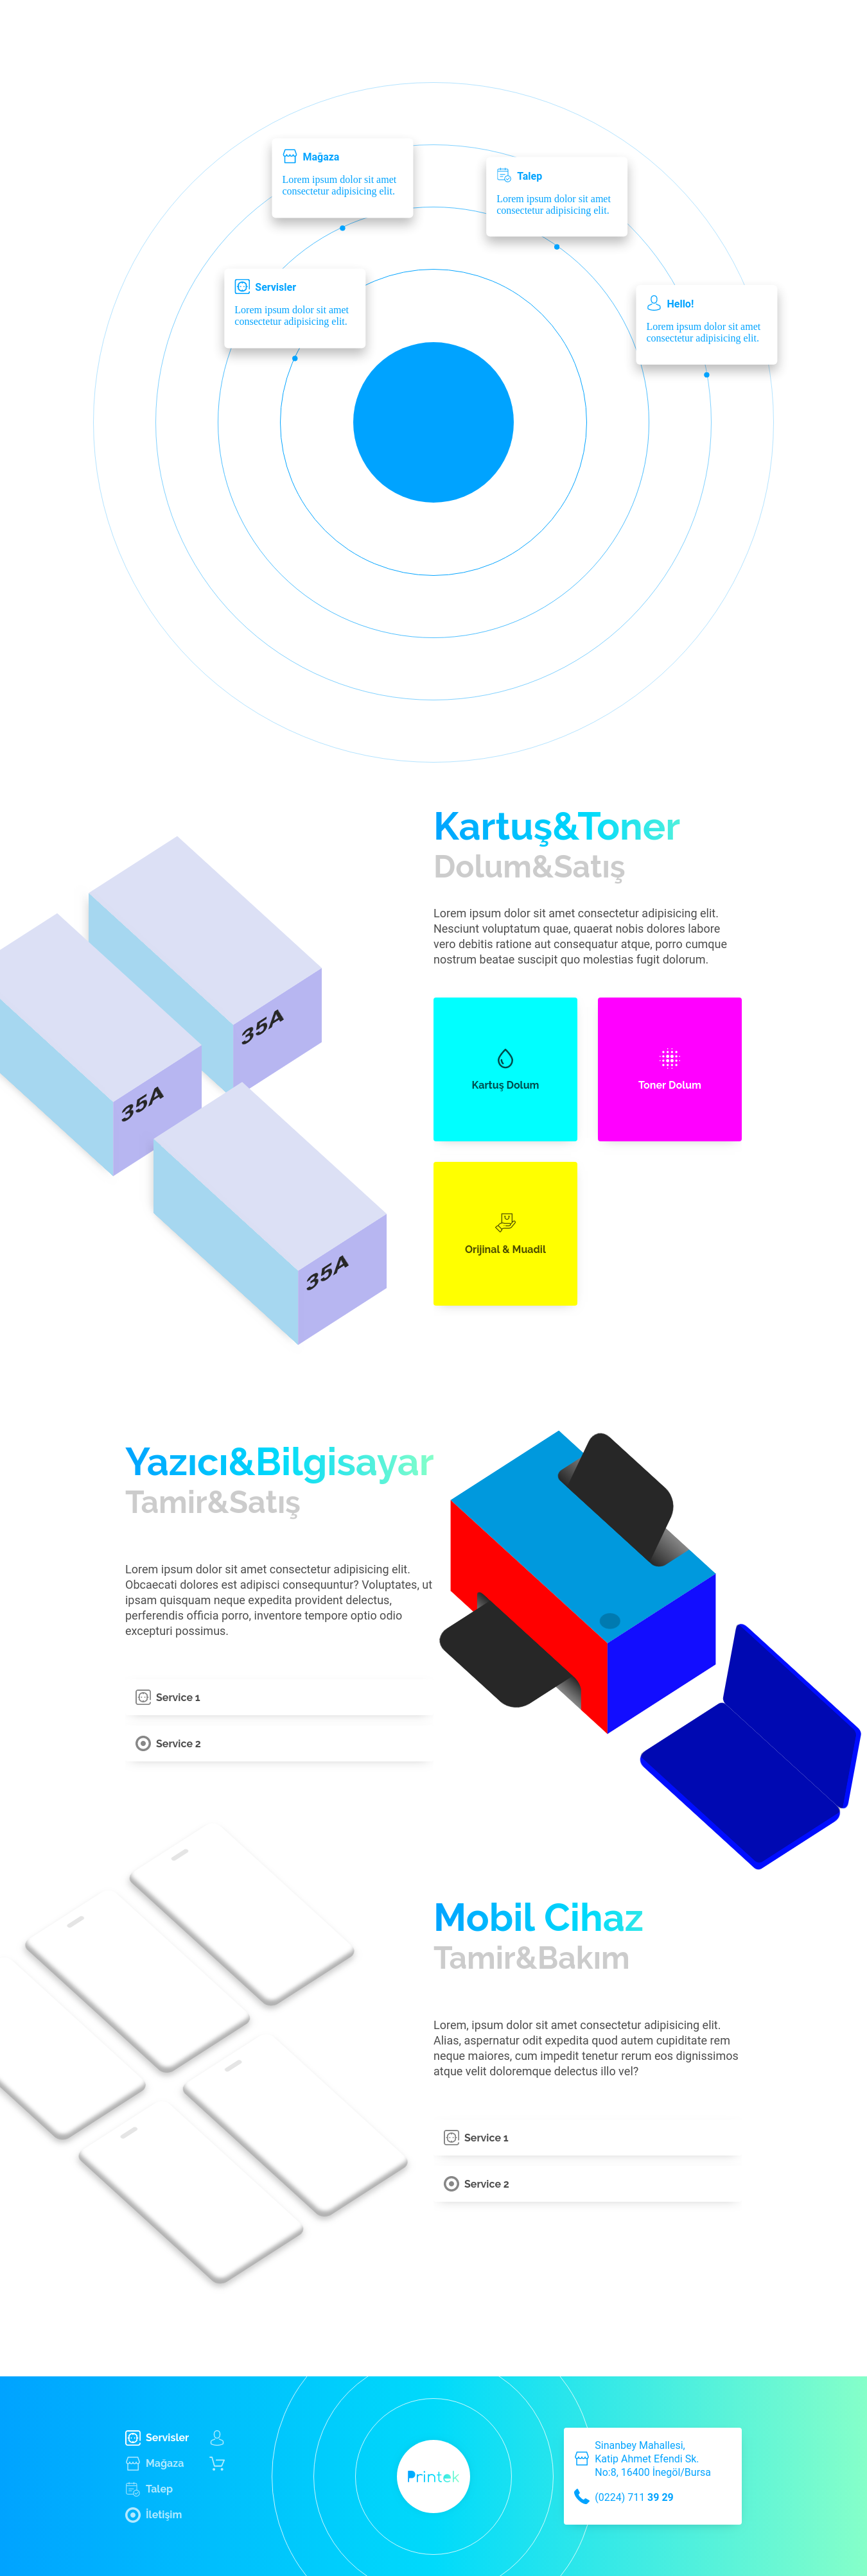 Mağaza
Lorem ipsum dolor sit amet
consectetur adipisicing elit.
Talep
Lorem ipsum dolor sit amet
consectetur adipisicing elit.
Servisler
Lorem ipsum dolor sit amet
consectetur adipisicing elit.
Hello!
Lorem ipsum dolor sit amet
consectetur adipisicing elit.
Kartuş&Toner
Dolum&Satış
Lorem ipsum dolor sit amet consectetur adipisicing elit.
Nesciunt voluptatum quae, quaerat nobis dolores labore
vero debitis ratione aut consequatur atque, porro cumque
nostrum beatae suscipit quo molestias fugit dolorum.
35A
35A
35A
Kartuş Dolum
Toner Dolum
Orijinal & Muadil
Yazıcı&Bilgisayar
Tamir&Satış
Lorem ipsum dolor sit amet consectetur adipisicing elit.
Obcaecati dolores est adipisci consequuntur? Voluptates, ut
ipsam quisquam neque expedita provident delectus,
perferendis officia porro, inventore tempore optio odio
excepturi possimus.
Service 1
Service 2
Mobil Cihaz
Tamir&Bakım
Lorem, ipsum dolor sit amet consectetur adipisicing elit.
Alias, aspernatur odit expedita quod autem cupiditate rem
neque maiores, cum impedit tenetur rerum eos dignissimos
atque velit doloremque delectus illo vel?
Service 1
Service 2
Servisler
Mağaza
Talep
İletişim
Printek
Sinanbey Mahallesi,
Katip Ahmet Efendi Sk.
No:8, 16400 İnegöl/Bursa
(0224) 711 39 29